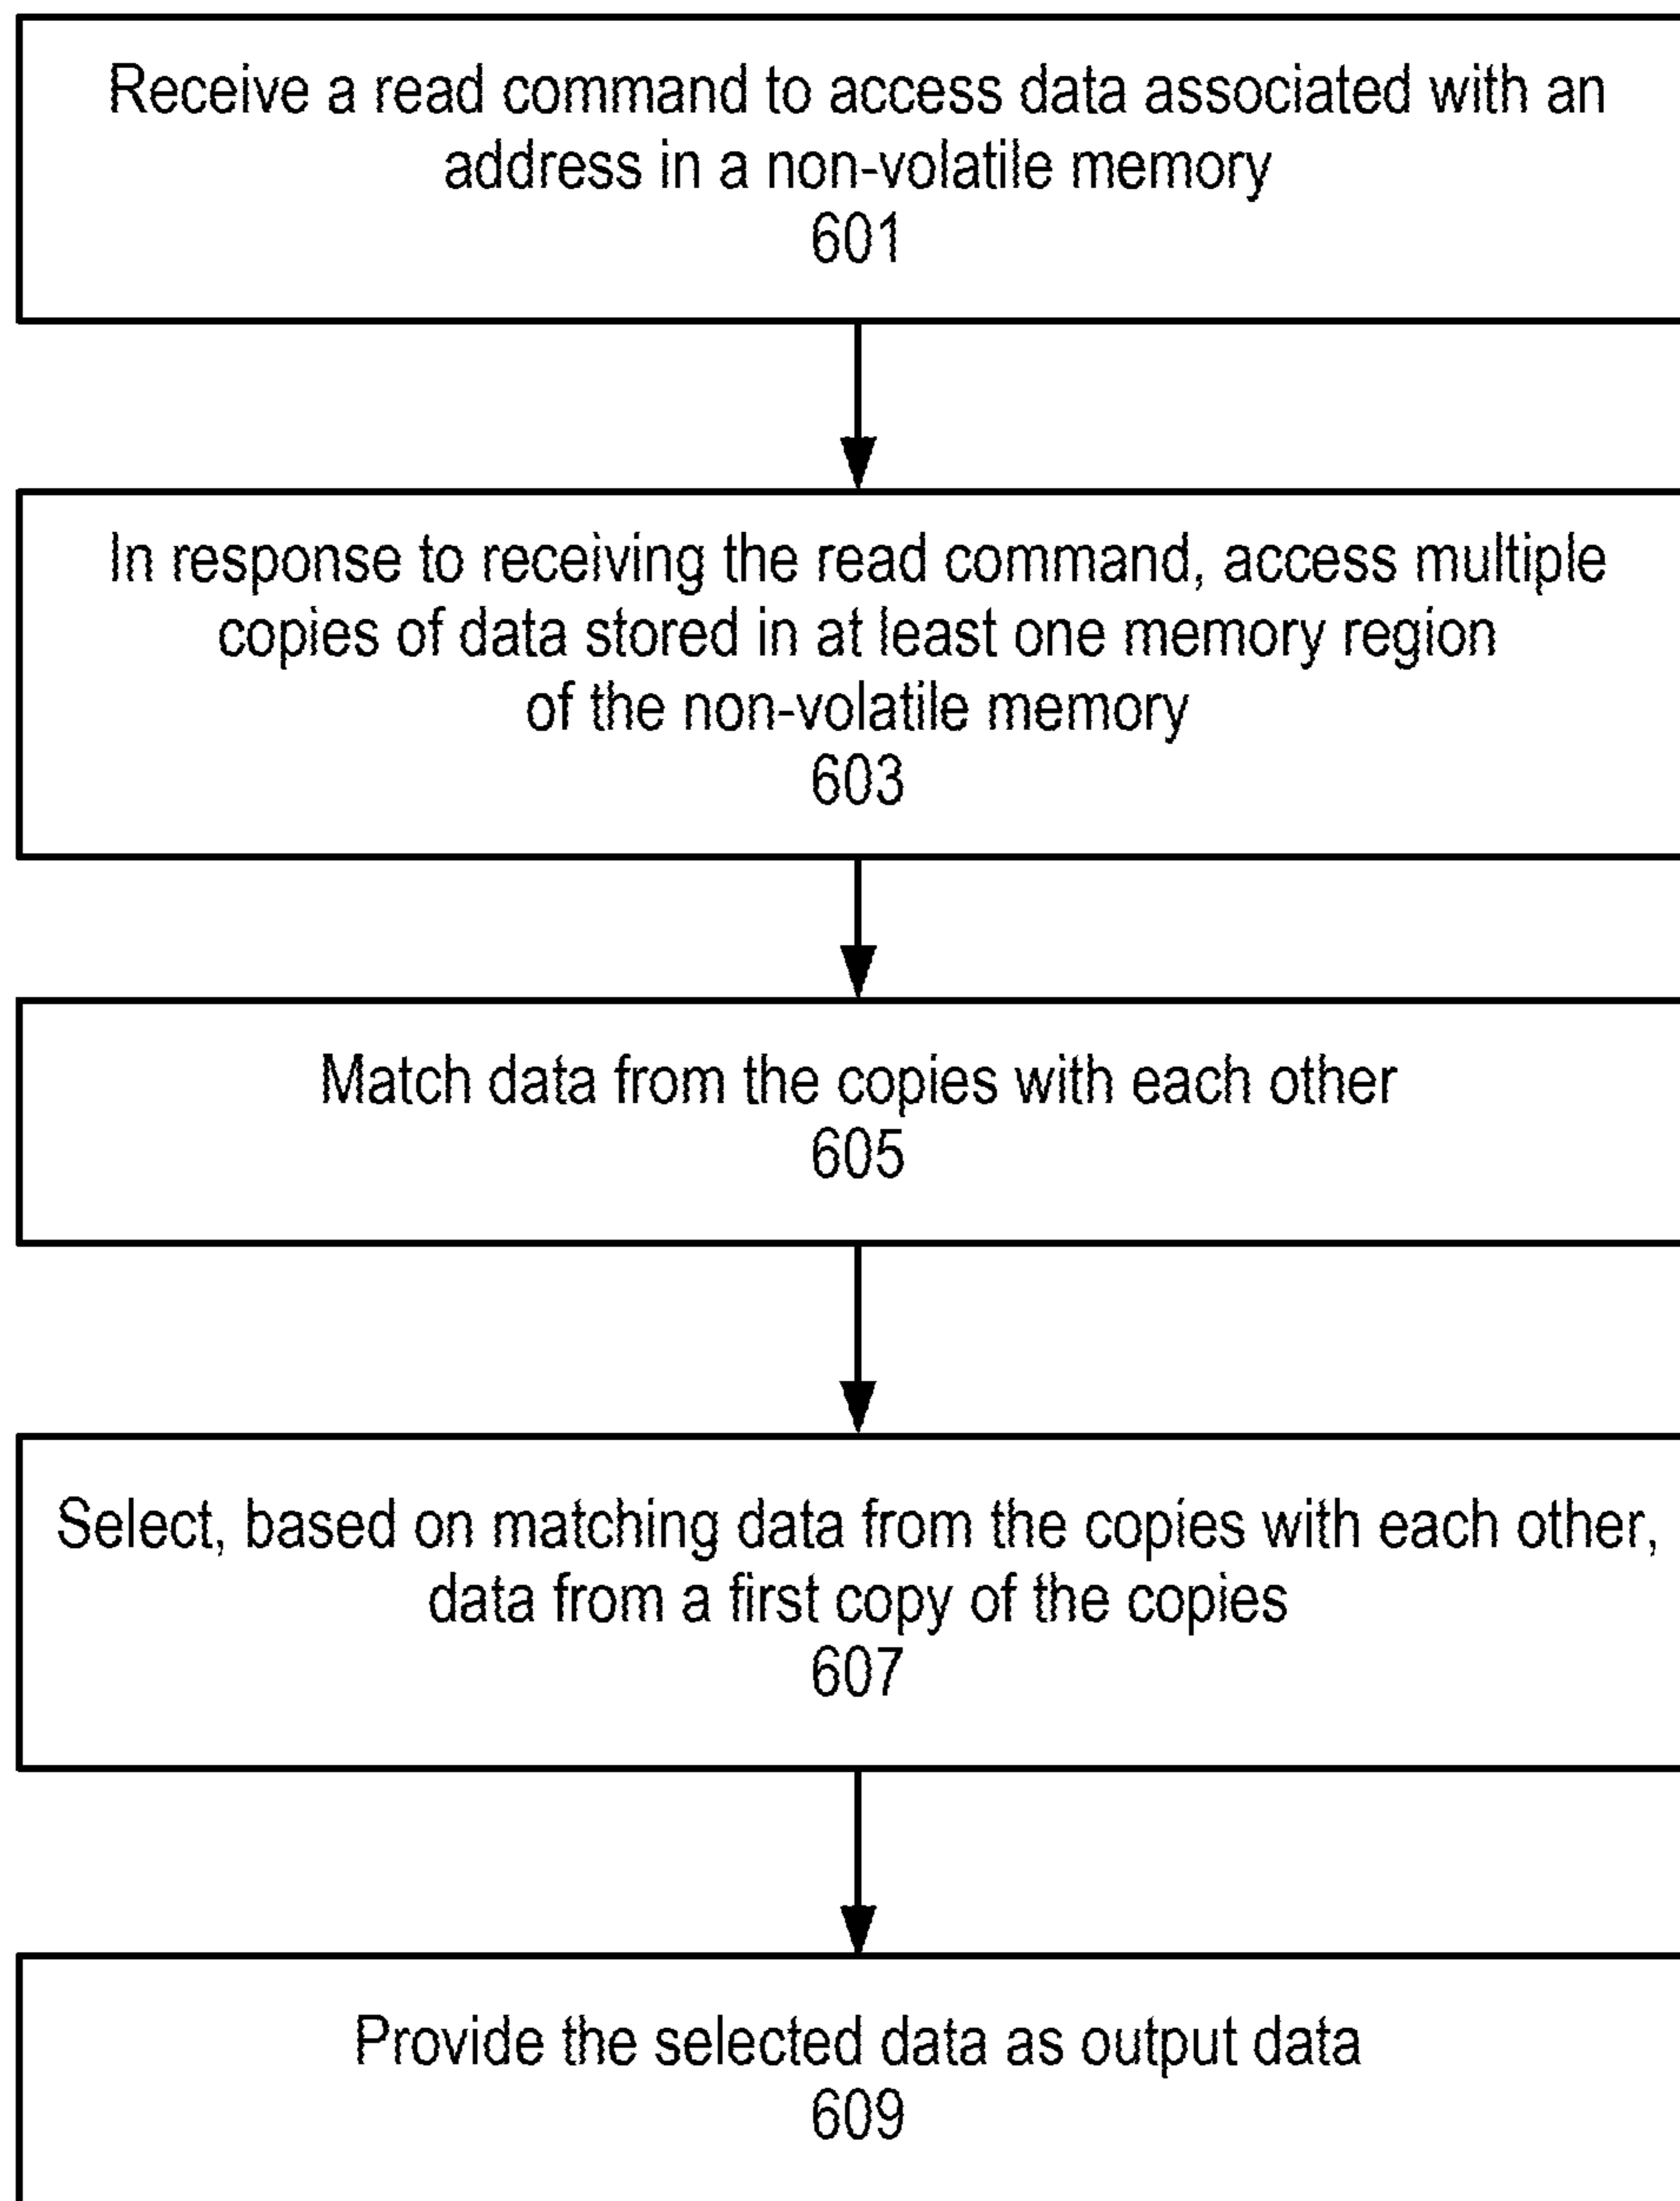 Receive a read command to access data associated with an
address in a non-volatile memory
601
In response to receiving the read command, access multiple
copies of data stored in at least one memory region
of the non-volatile memory
603
Match data from the copies with each other
605
Select, based on matching data from the copies with each other,
data from a first copy of the copies
607
Provide the selected data as output data
609